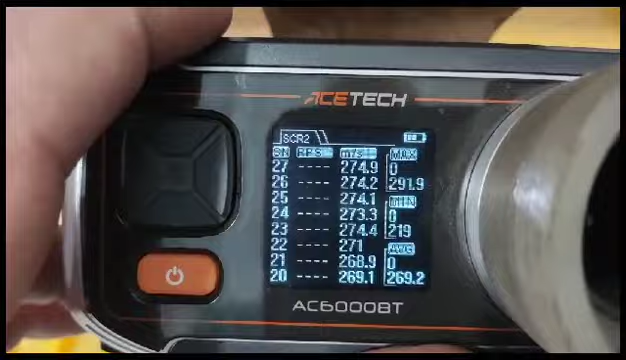 ACETECH
SCR2
SN RPS m/s MAX
27 ---- 274.9 0
26 ---- 274.2 291.9
25 ---- 274.1 MIN
24 ---- 273.3 0
23 ---- 274.4 219
22 ---- 271 AVG
21 ---- 268.9 0
20 ---- 269.1 269.2
AC6000BT